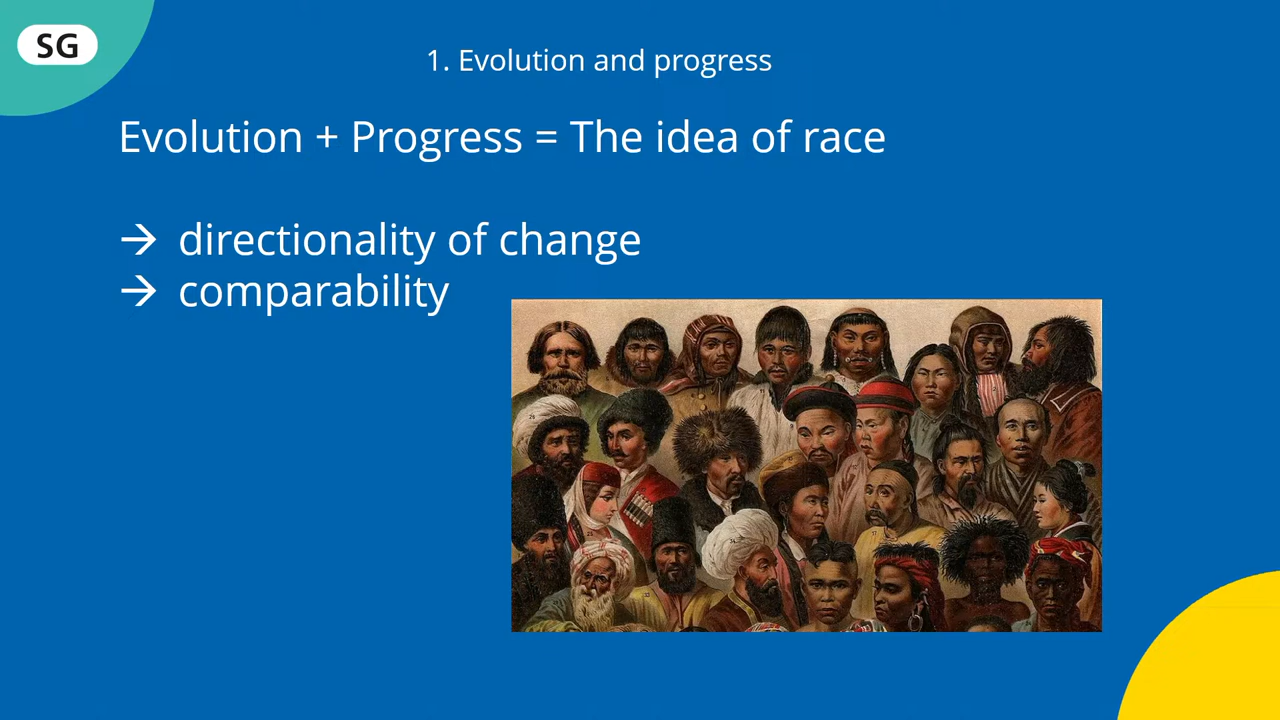 SG
1. Evolution and progress
Evolution + Progress = The idea of race
→ directionality of change
→ comparability